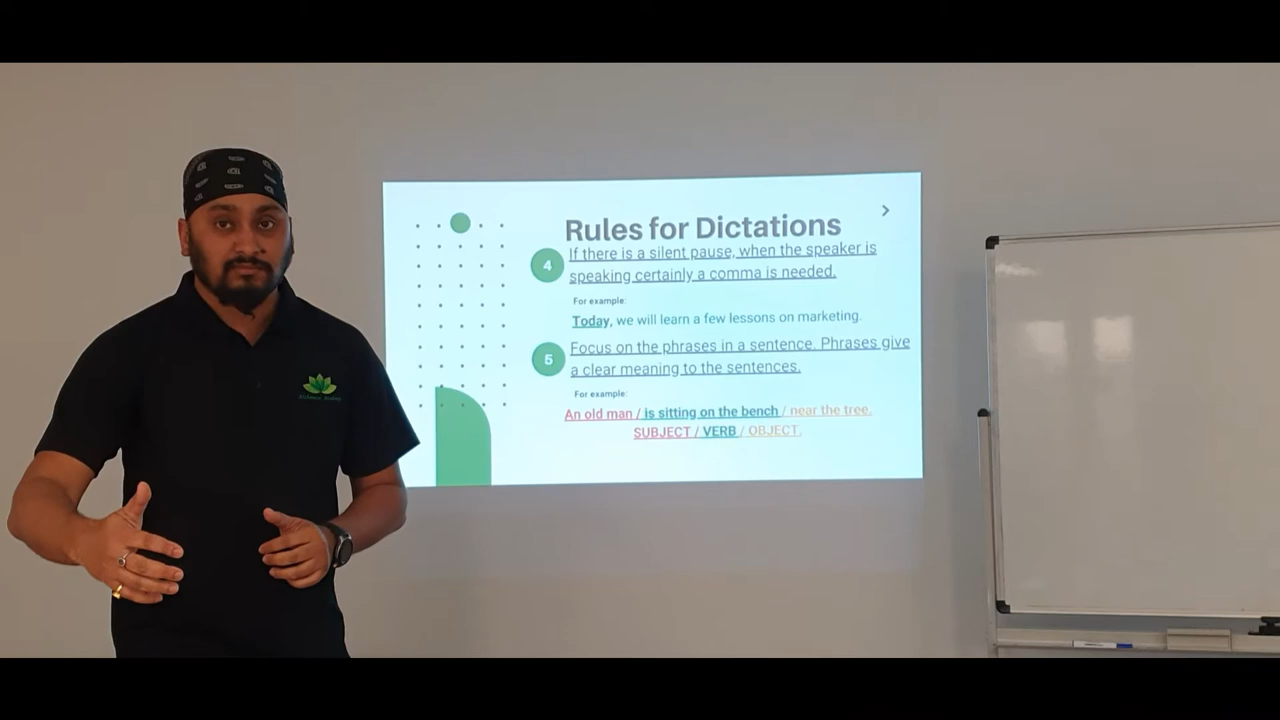 Rules for Dictations
4
If there is a silent pause, when the speaker is
speaking certainly a comma is needed.
For example:
Today, we will learn a few lessons on marketing.
5
Focus on the phrases in a sentence. Phrases give
a clear meaning to the sentences.
For example:
An old man / is sitting on the bench / near the tree.
SUBJECT / VERB / OBJECT.